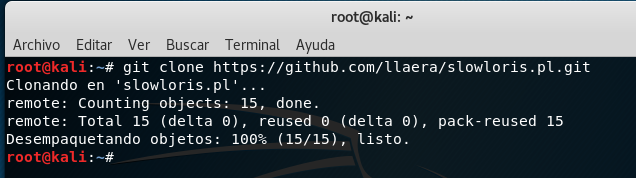 root@kali: ~
Archivo Editar Ver Buscar Terminal Ayuda
root@kali:~# git clone https://github.com/llaera/slowloris.pl.git
Clonando en 'slowloris.pl'...
remote: Counting objects: 15, done.
remote: Total 15 (delta 0), reused 0 (delta 0), pack-reused 15
Desempaquetando objetos: 100% (15/15), listo.
root@kali:~#